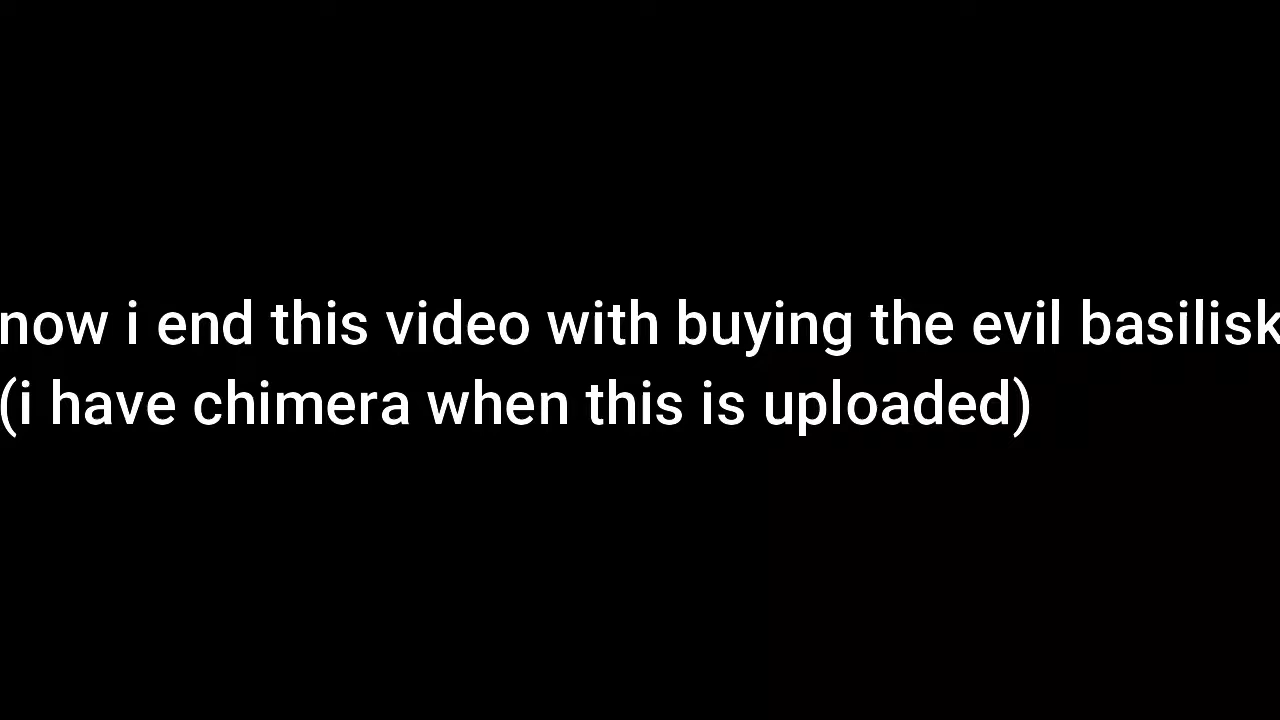 now i end this video with buying the evil basilisk
(i have chimera when this is uploaded)